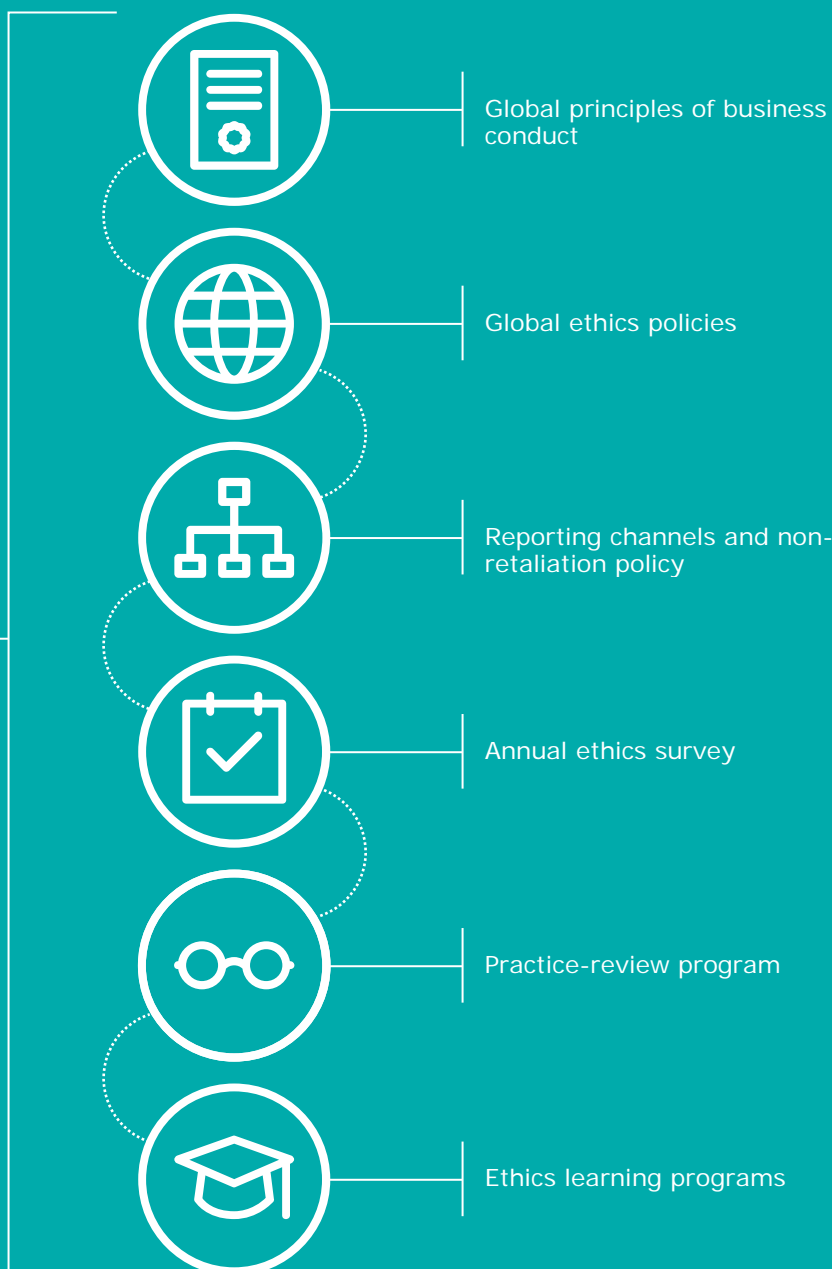 Global principles of business
conduct
Global ethics policies
Reporting channels and non-
retaliation policy
Annual ethics survey
Practice-review program
Ethics learning programs